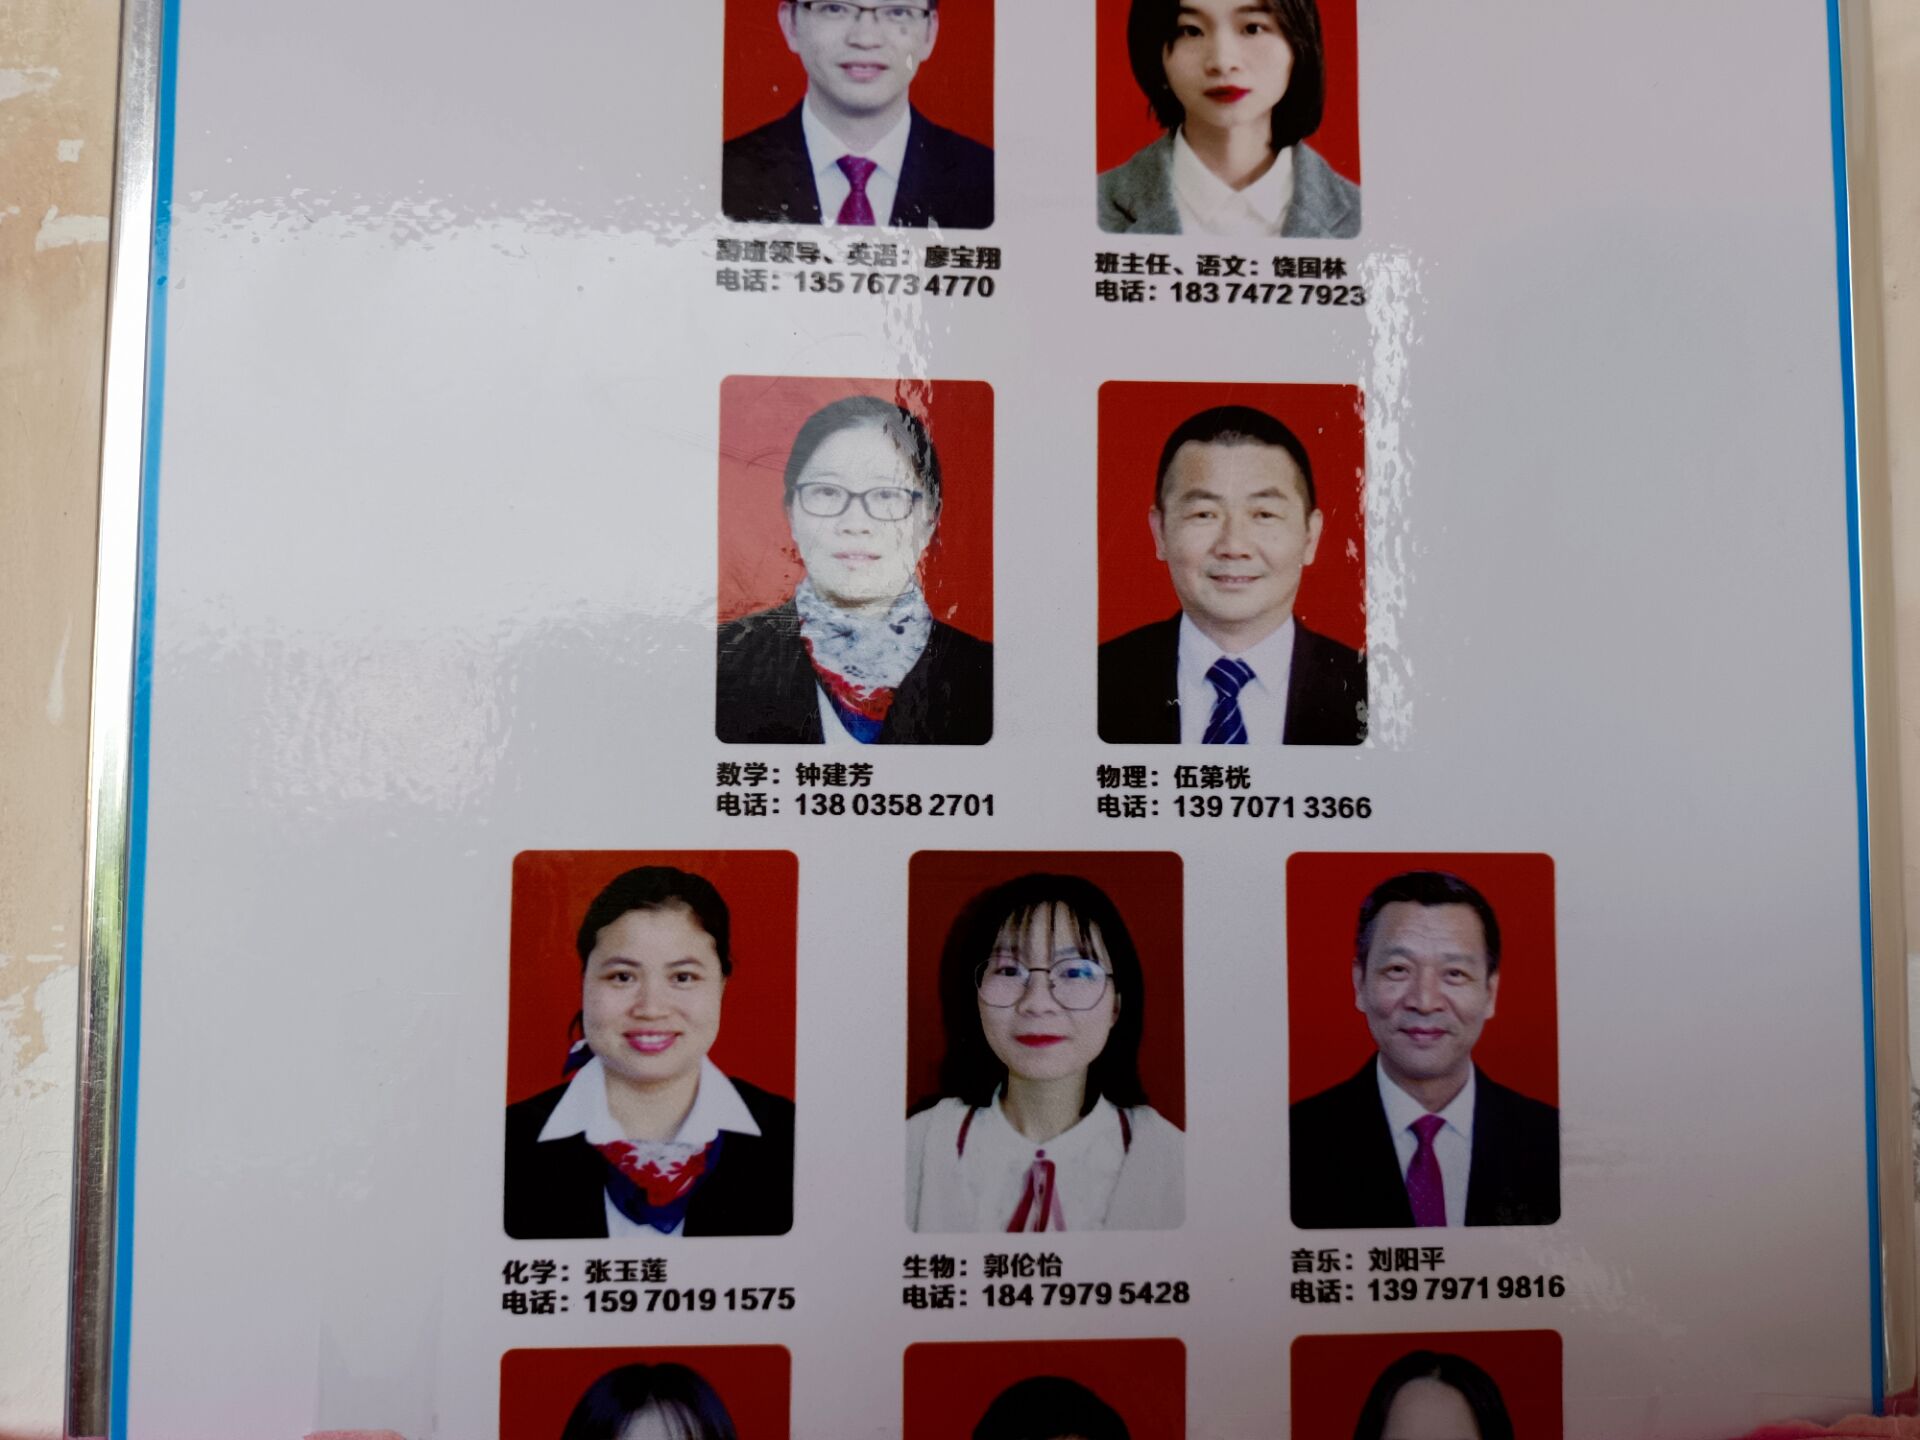 蹲班领导、英语：廖宝翔
电话：135 7673 4770
班主任、语文：饶国林
电话：183 7472 7923
数学：钟建芳
电话：138 0358 2701
物理：伍第桄
电话：139 7071 3366
化学：张玉莲
电话：159 7019 1575
生物：郭伦怡
电话：184 7979 5428
音乐：刘阳平
电话：139 7971 9816